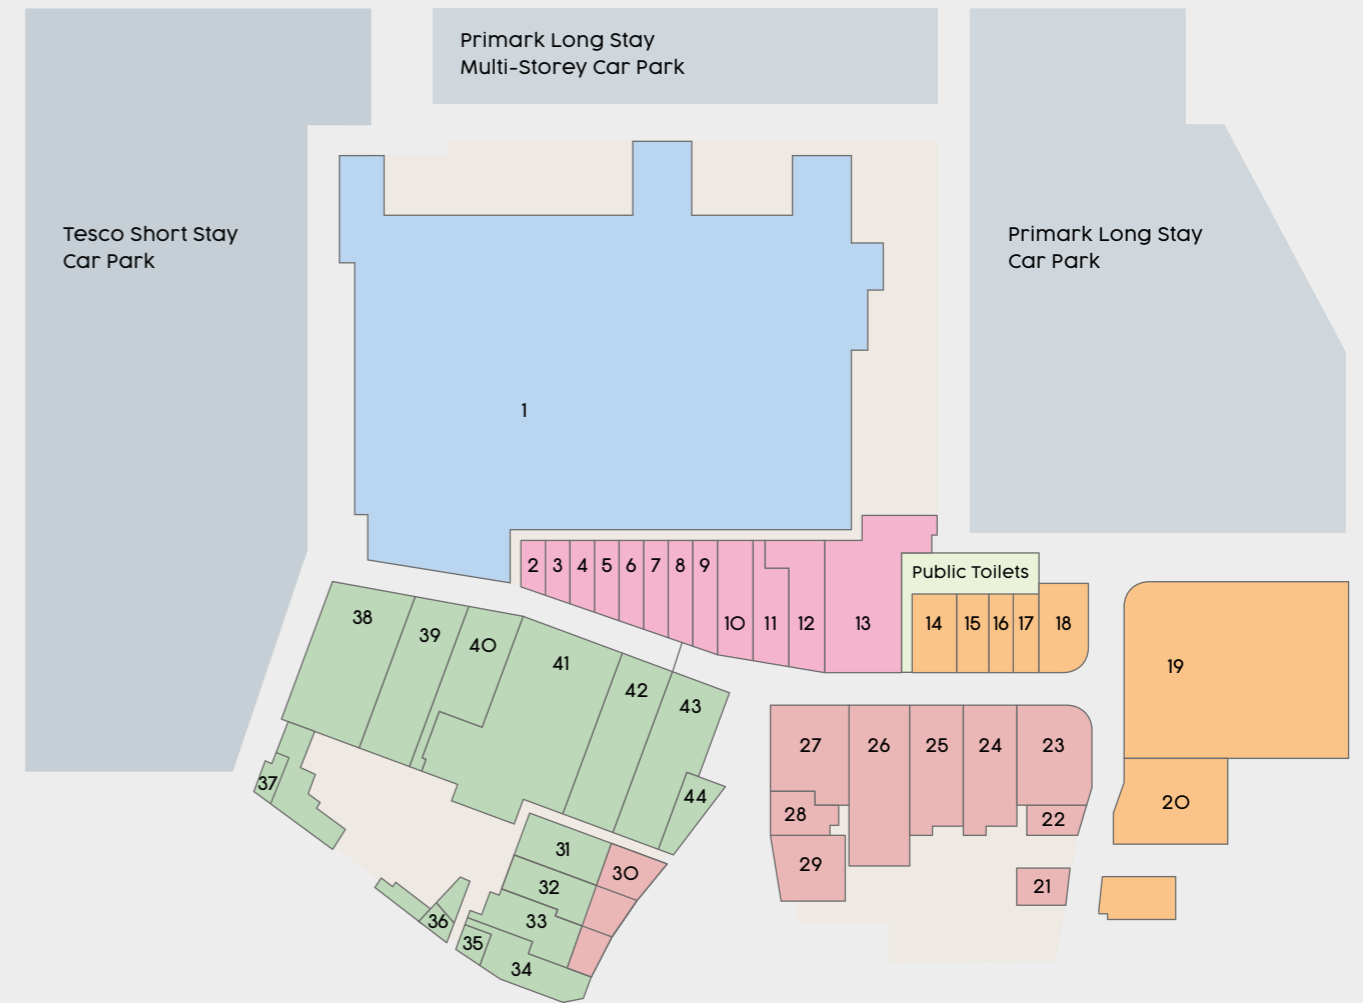 Primark Long Stay
Multi-Storey Car Park
Tesco Short Stay
Car Park
Primark Long Stay
Car Park
1
2 3 4 5 6 7 8 9
10 11 12 13
Public Toilets
14 15 16 17 18
19
20
38 39 40 41 42 43
44
37
27 26 25 24 23
28
22
29
21
31
30
32
33
36
35
34